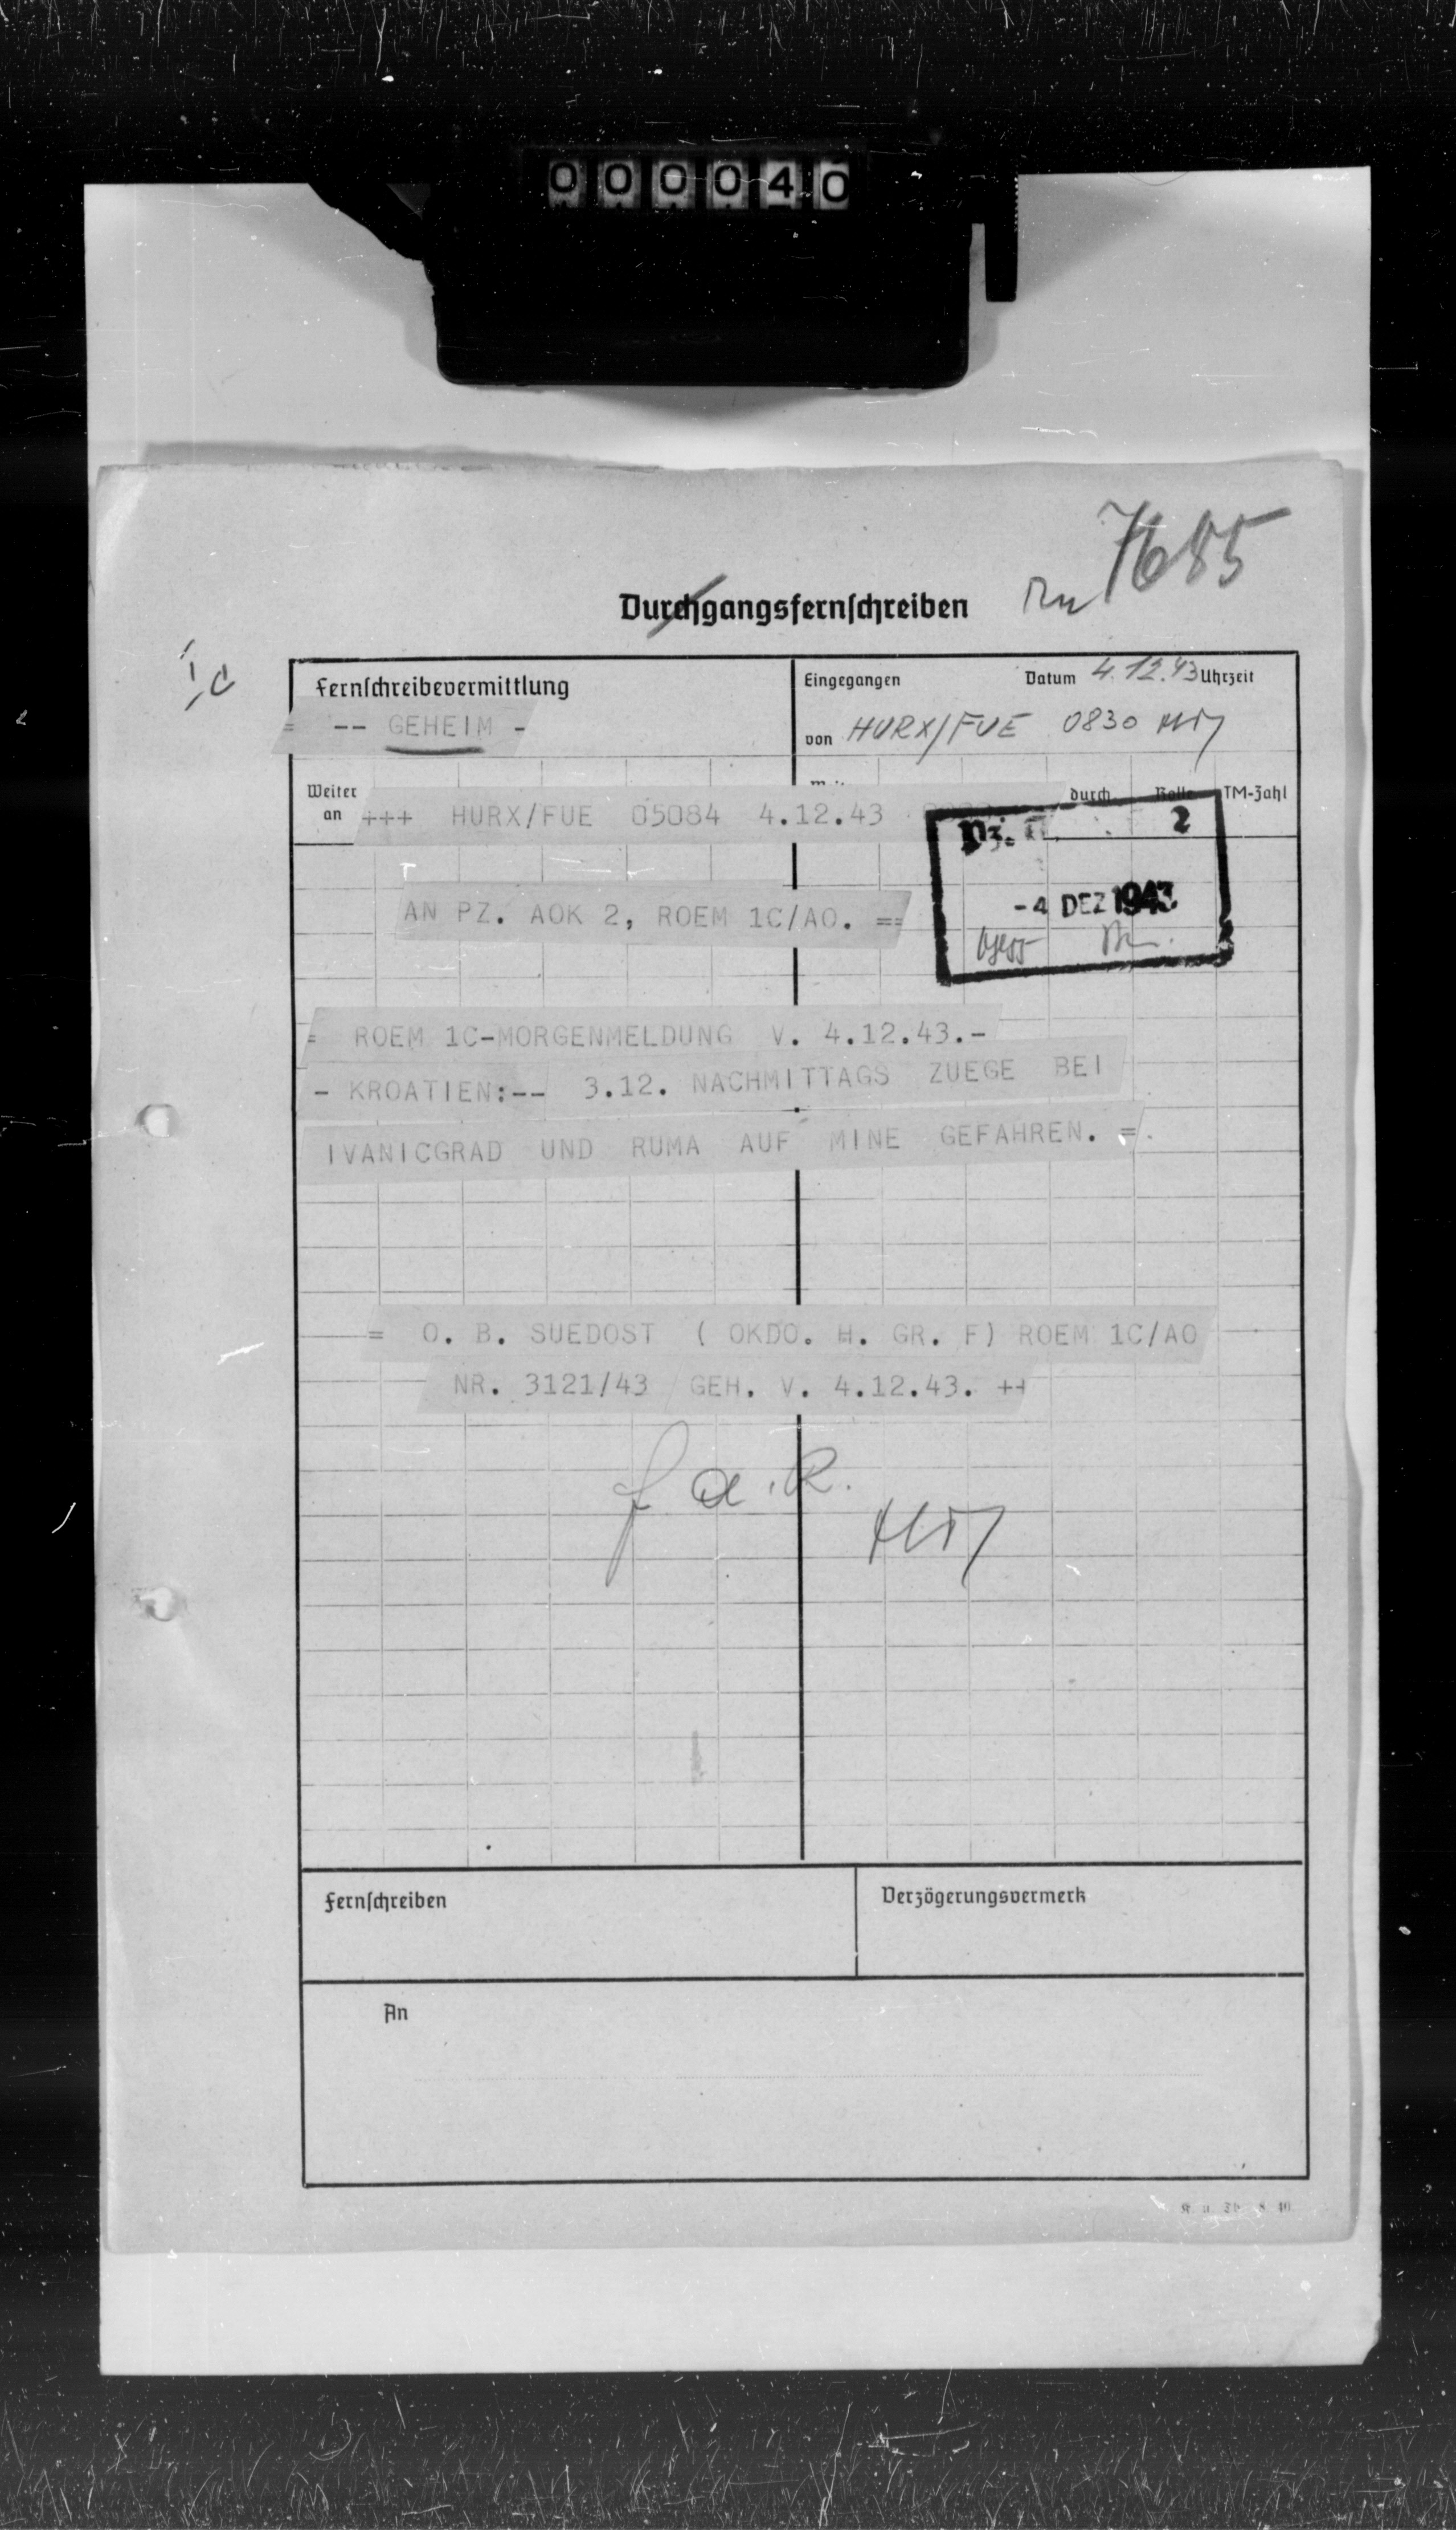 000040
7685
Durchgangsfernschreiben
Ic
Fernschreibevermittlung
= -- GEHEIM -
Eingegangen Datum 4.12.43 Uhrzeit
von HURX/FUE 0830
Weiter an
durch Rolle TM-Zahl
+++ HURX/FUE 05084 4.12.43
Pz. 2
-4 DEZ 1943
AN PZ. AOK 2, ROEM 1C/AO. ==
= ROEM 1C-MORGENMELDUNG V. 4.12.43.-
- KROATIEN:-- 3.12. NACHMITTAGS ZUEGE BEI
IVANICGRAD UND RUMA AUF MINE GEFAHREN. =.
= O. B. SUEDOST ( OKDO. H. GR. F) ROEM 1C/AO
NR. 3121/43 GEH. V. 4.12.43. ++
f.d.R.
Fernschreiben
Verzögerungsvermerk
An